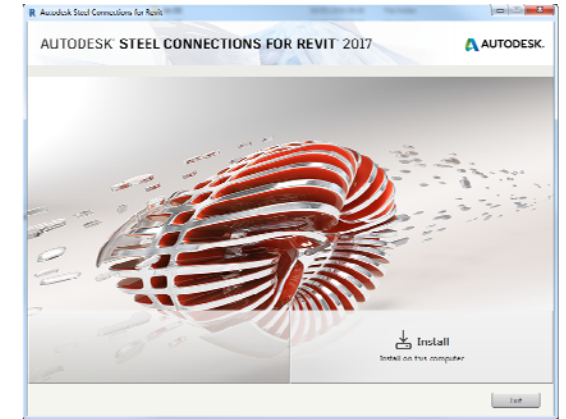 Autodesk Steel Connections for Revit
AUTODESK® STEEL CONNECTIONS FOR REVIT® 2017
AUTODESK.
Install
Install on this computer
Exit